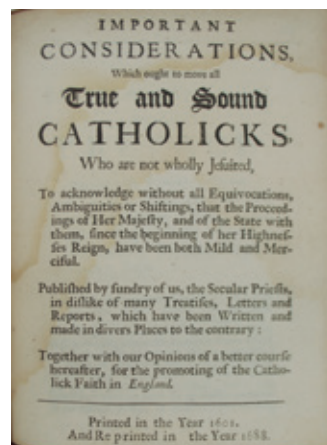 IMPORTANT
CONSIDERATIONS,
Which ought to move all
True and Sound
CATHOLICKS,
Who are not wholly Jesuited,
To acknowledge without all Equivocations,
Ambiguities or Shiftings, that the Proceed-
ings of Her Majesty, and of the State with
them, since the beginning of her Highnes-
ses Reign, have been both Mild and Mer-
ciful.
Published by sundry of us, the Secular Priests,
in dislike of many Treatises, Letters and
Reports, which have been Written and
made in divers Places to the contrary:
Together with our Opinions of a better course
hereafter, for the promoting of the Catho-
lick Faith in England.
Printed in the Year 1601.
And Re printed in the Year 1688.